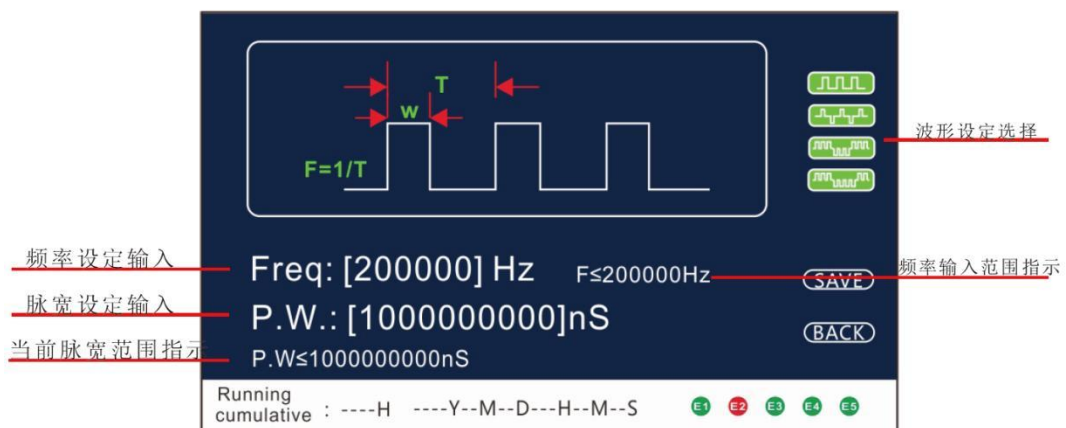 T
w
F=1/T
波形设定选择
频率设定输入
Freq: [200000] Hz
F≤200000Hz
SAVE
频率输入范围指示
脉宽设定输入
P.W.: [1000000000]nS
BACK
当前脉宽范围指示
P.W≤1000000000nS
Running
cumulative : ----H ----Y--M--D---H--M--S
E1 E2 E3 E4 E5